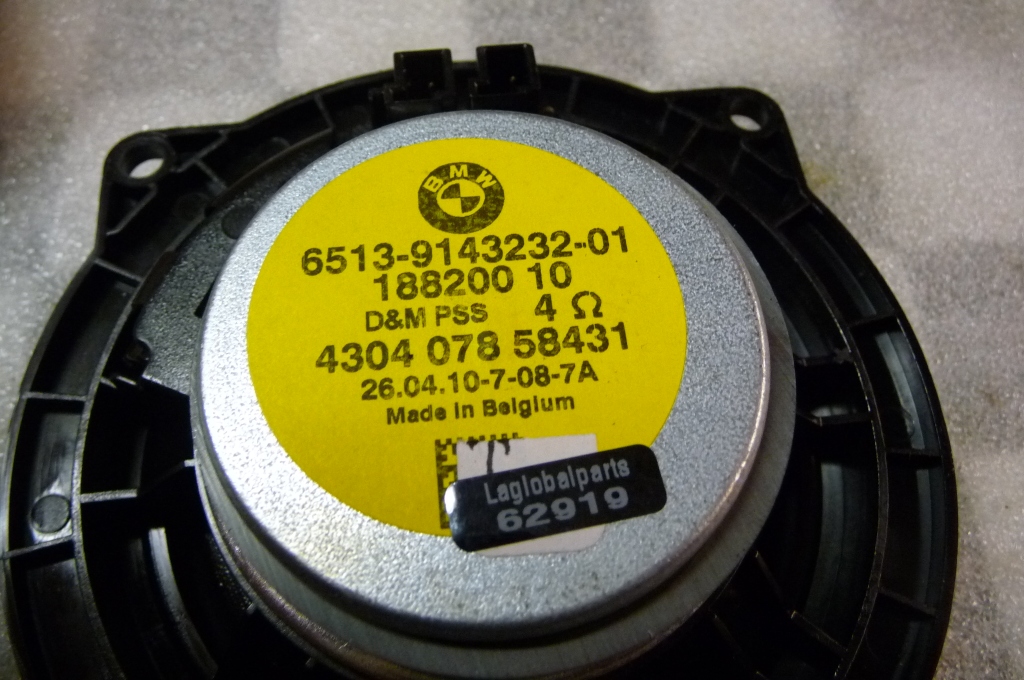 BMW
6513-9143232-01
188200 10
D&M PSS 4 Ω
4304 078 58431
26.04.10-7-08-7A
Made in Belgium
Laglobalparts
62919